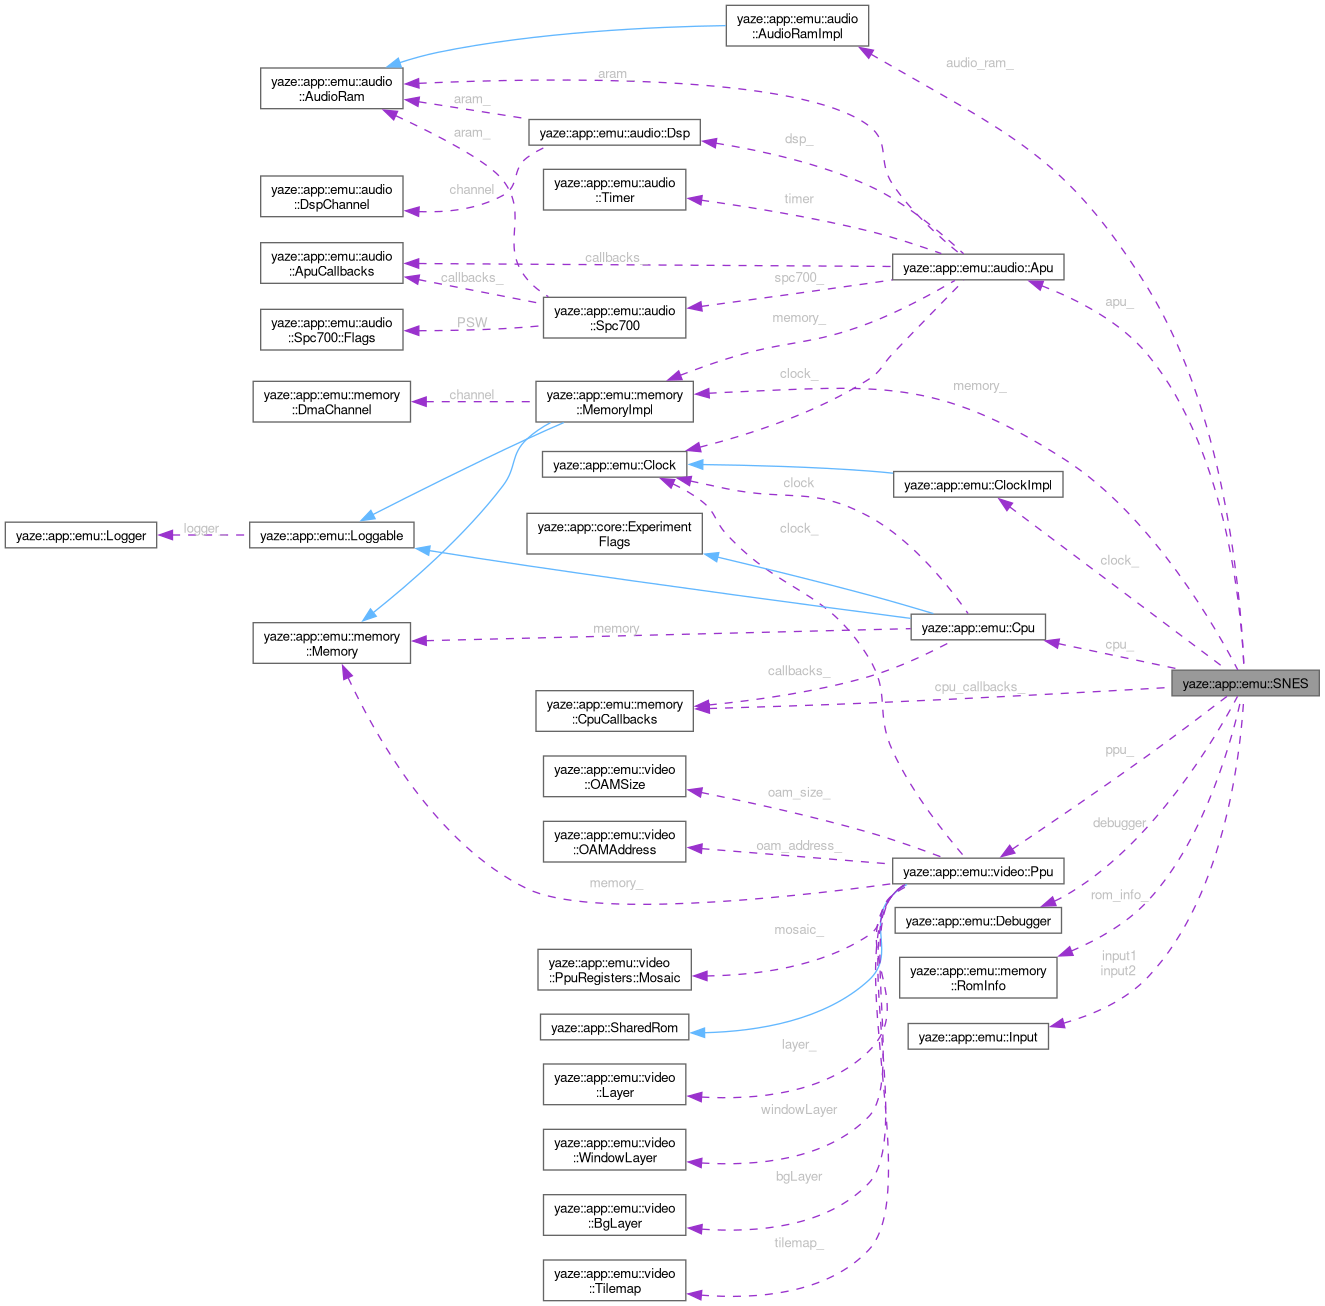 yaze::app::emu::audio
::AudioRamImpl
audio_ram_
yaze::app::emu::audio
::AudioRam
aram
aram_
aram_
yaze::app::emu::audio::Dsp
dsp_
yaze::app::emu::audio
::DspChannel
channel
yaze::app::emu::audio
::Timer
timer
yaze::app::emu::audio
::ApuCallbacks
callbacks_
callbacks_
yaze::app::emu::audio::Apu
spc700_
apu_
yaze::app::emu::audio
::Spc700
yaze::app::emu::audio
::Spc700::Flags
PSW
memory_
yaze::app::emu::memory
::DmaChannel
channel
yaze::app::emu::memory
::MemoryImpl
clock_
memory_
yaze::app::emu::Clock
clock
yaze::app::emu::ClockImpl
yaze::app::emu::Logger
logger
yaze::app::emu::Loggable
yaze::app::core::Experiment
Flags
clock_
clock_
yaze::app::emu::memory
::Memory
memory
yaze::app::emu::Cpu
cpu_
callbacks_
cpu_callbacks_
yaze::app::emu::SNES
yaze::app::emu::memory
::CpuCallbacks
ppu_
yaze::app::emu::video
::OAMSize
oam_size_
debugger
yaze::app::emu::video
::OAMAddress
oam_address_
yaze::app::emu::video::Ppu
memory_
rom_info_
yaze::app::emu::Debugger
mosaic_
yaze::app::emu::video
::PpuRegisters::Mosaic
yaze::app::emu::memory
::RomInfo
input1
input2
yaze::app::SharedRom
yaze::app::emu::Input
layer_
yaze::app::emu::video
::Layer
windowLayer
yaze::app::emu::video
::WindowLayer
bgLayer
yaze::app::emu::video
::BgLayer
tilemap_
yaze::app::emu::video
::Tilemap